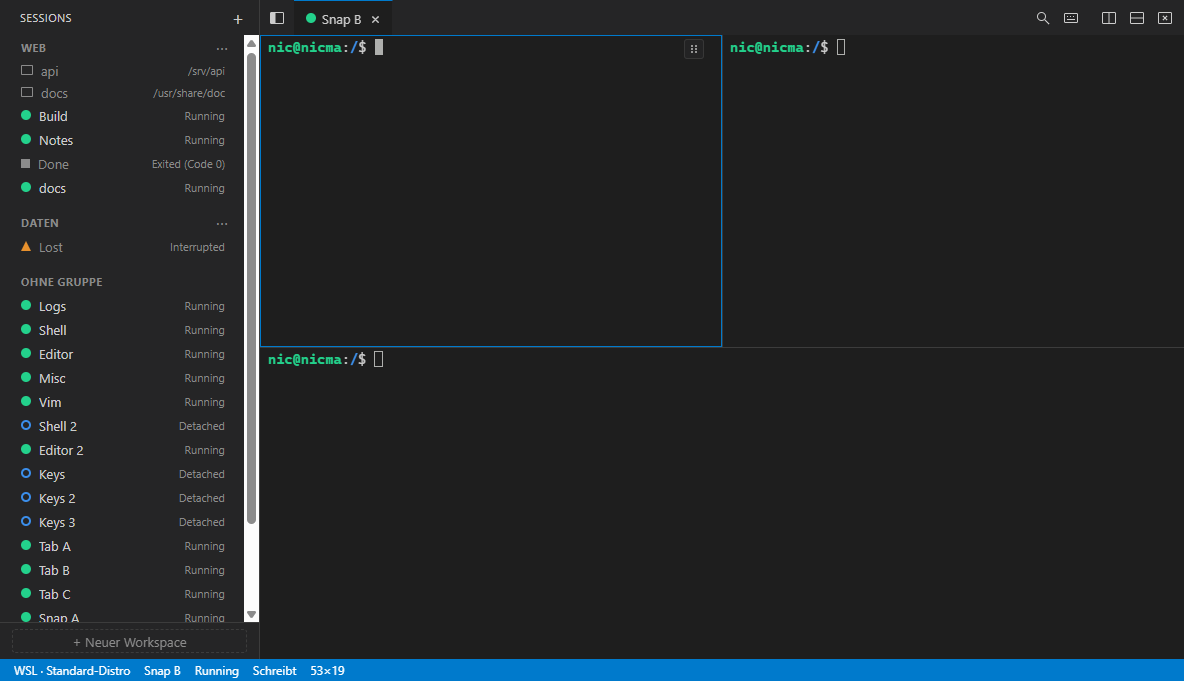 SESSIONS +
WEB ...
api /srv/api
docs /usr/share/doc
Build Running
Notes Running
Done Exited (Code 0)
docs Running
DATEN ...
Lost Interrupted
OHNE GRUPPE
Logs Running
Shell Running
Editor Running
Misc Running
Vim Running
Shell 2 Detached
Editor 2 Running
Keys Detached
Keys 2 Detached
Keys 3 Detached
Tab A Running
Tab B Running
Tab C Running
Snap A Running
+ Neuer Workspace
Snap B ×
nic@nicma:/$
nic@nicma:/$
nic@nicma:/$
WSL · Standard-Distro Snap B Running Schreibt 53×19